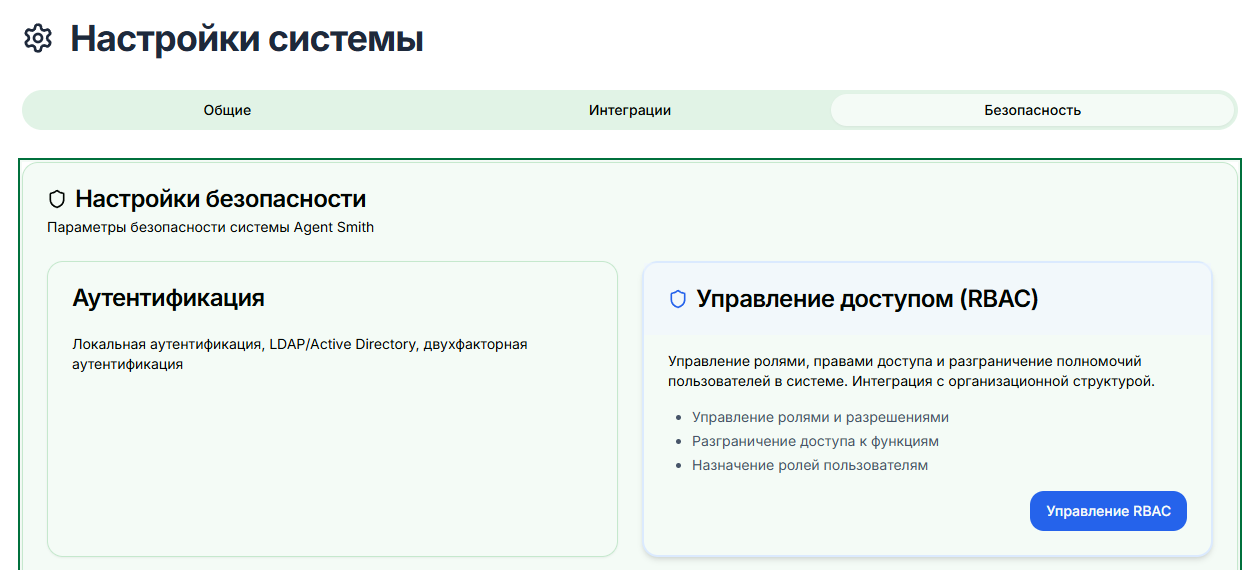 Настройки системы
Общие
Интеграции
Безопасность
Настройки безопасности
Параметры безопасности системы Agent Smith
Аутентификация
Локальная аутентификация, LDAP/Active Directory, двухфакторная
аутентификация
Управление доступом (RBAC)
Управление ролями, правами доступа и разграничение полномочий
пользователей в системе. Интеграция с организационной структурой.
Управление ролями и разрешениями
Разграничение доступа к функциям
Назначение ролей пользователям
Управление RBAC